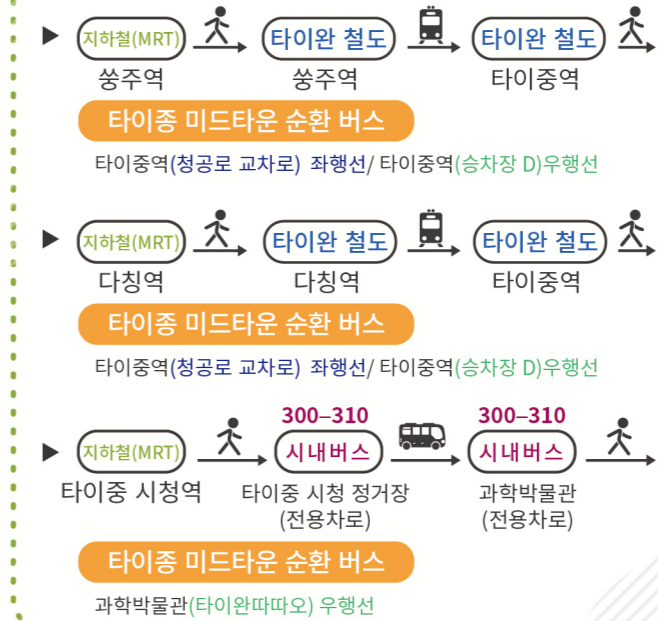 지하철(MRT) 타이완 철도 타이완 철도
쑹주역 쑹주역 타이중역
타이종 미드타운 순환 버스
타이중역(청공로 교차로) 좌행선/ 타이중역(승차장 D)우행선
지하철(MRT) 타이완 철도 타이완 철도
다칭역 다칭역 타이중역
타이종 미드타운 순환 버스
타이중역(청공로 교차로) 좌행선/ 타이중역(승차장 D)우행선
300–310 300–310
지하철(MRT) 시내버스 시내버스
타이중 시청역 타이중 시청 정거장 과학박물관
(전용차로) (전용차로)
타이종 미드타운 순환 버스
과학박물관(타이완따따오) 우행선